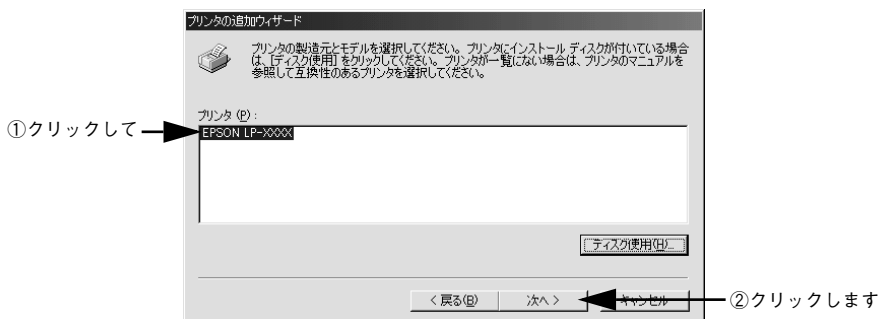 プリンタの追加ウィザード
プリンタの製造元とモデルを選択してください。プリンタにインストール ディスクが付いている場合
は、[ディスク使用] をクリックしてください。プリンタが一覧にない場合は、プリンタのマニュアルを
参照して互換性のあるプリンタを選択してください。
プリンタ (P) :
①クリックして
EPSON LP-XXXX
ディスク使用(H)...
< 戻る(B)
次へ >
キャンセル
②クリックします